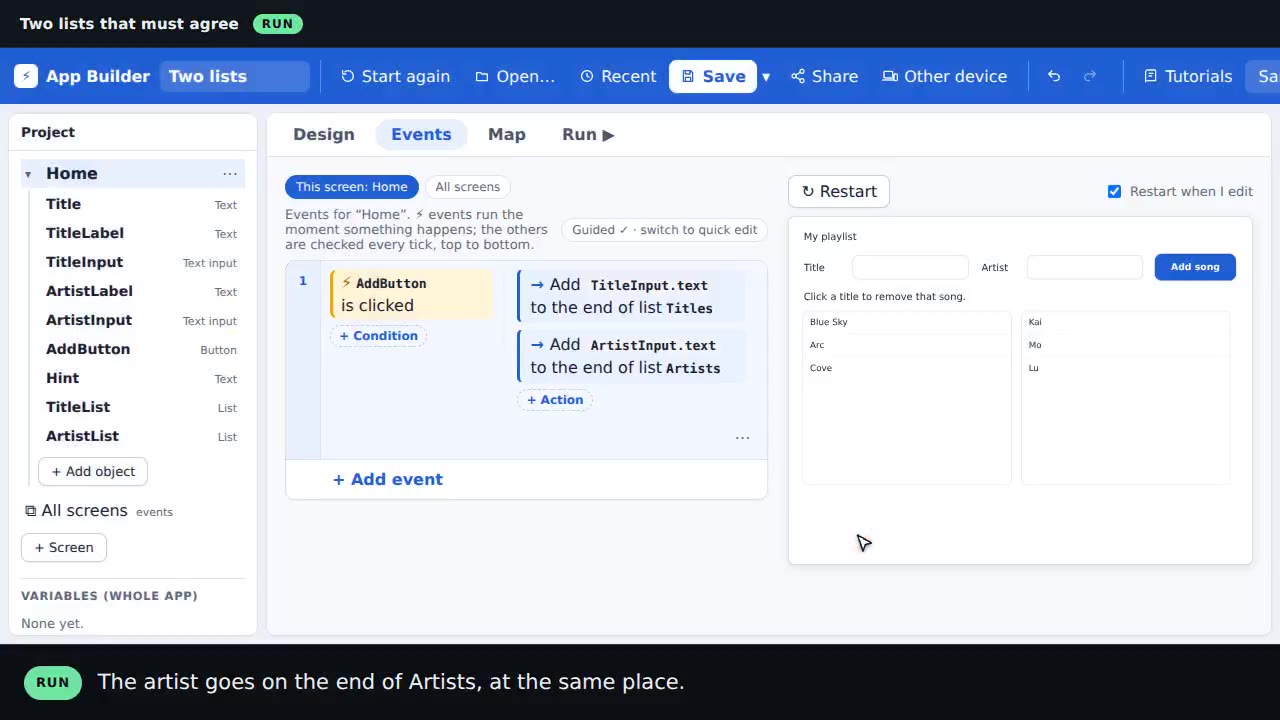 Two lists that must agree RUN
App Builder Two lists Start again Open… Recent Save ▾ Share Other device Tutorials
Project
Home ⋯
Title Text
TitleLabel Text
TitleInput Text input
ArtistLabel Text
ArtistInput Text input
AddButton Button
Hint Text
TitleList List
ArtistList List
+ Add object
All screens events
+ Screen
VARIABLES (WHOLE APP)
None yet.
Design Events Map Run ▶
This screen: Home All screens
Events for “Home”. ⚡ events run the
moment something happens; the others
are checked every tick, top to bottom.
Guided ✓ · switch to quick edit
1
⚡ AddButton
is clicked
+ Condition
→ Add TitleInput.text
to the end of list Titles
→ Add ArtistInput.text
to the end of list Artists
+ Action
⋯
+ Add event
↻ Restart Restart when I edit
My playlist
Title Artist Add song
Click a title to remove that song.
Blue Sky Kai
Arc Mo
Cove Lu
RUN The artist goes on the end of Artists, at the same place.